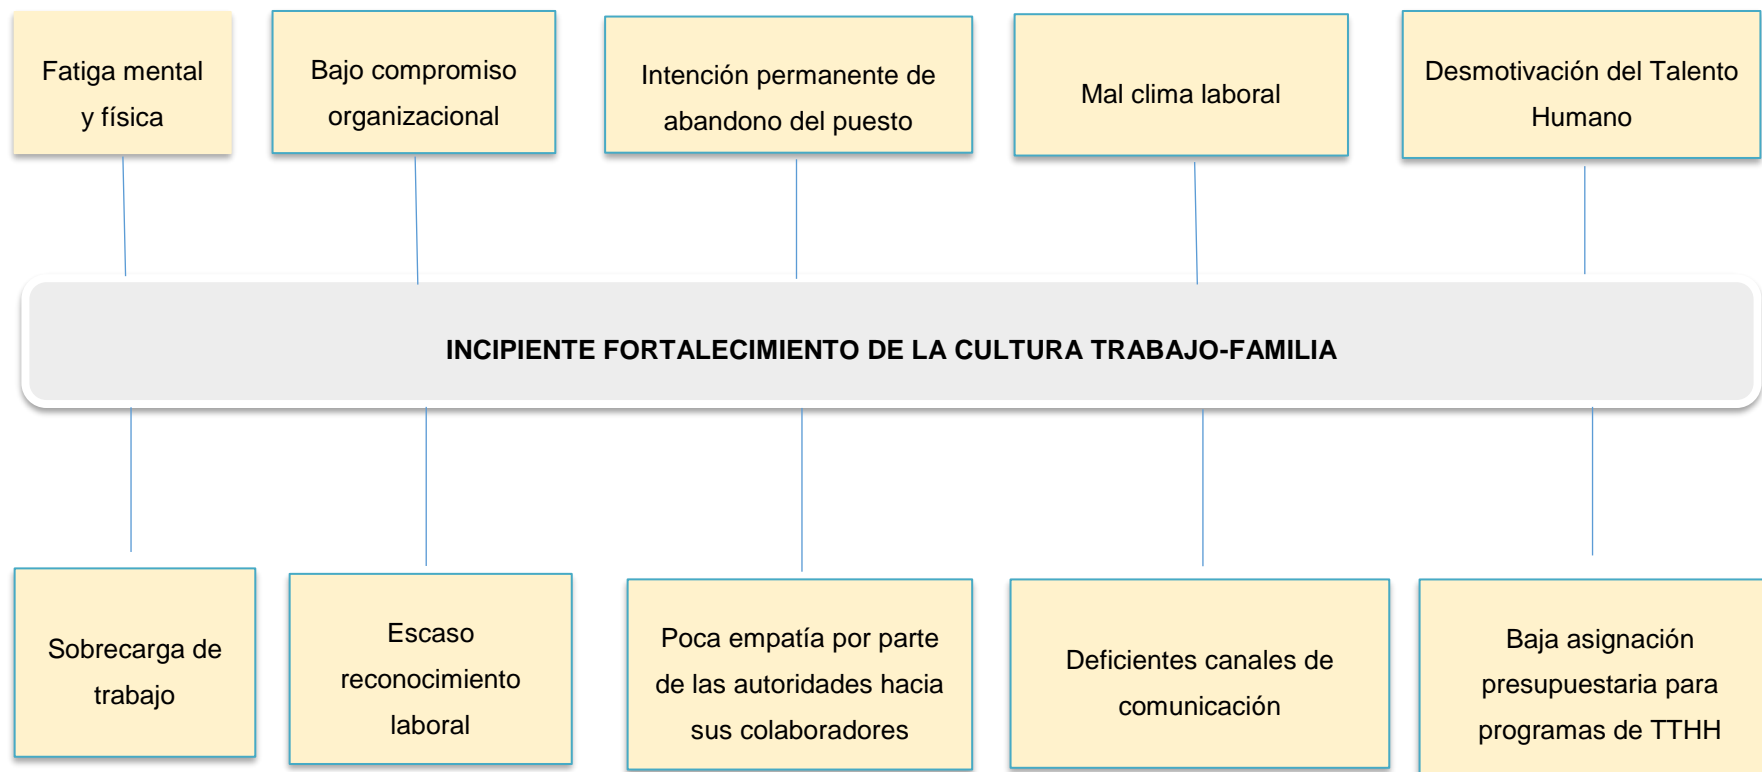 Fatiga mental
y física
Bajo compromiso
organizacional
Intención permanente de
abandono del puesto
Mal clima laboral
Desmotivación del Talento
Humano
INCIPIENTE FORTALECIMIENTO DE LA CULTURA TRABAJO-FAMILIA
Sobrecarga de
trabajo
Escaso
reconocimiento
laboral
Poca empatía por parte
de las autoridades hacia
sus colaboradores
Deficientes canales de
comunicación
Baja asignación
presupuestaria para
programas de TTHH